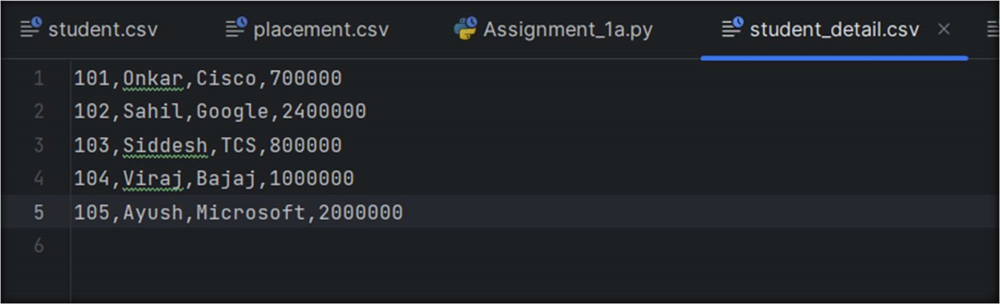 student.csv placement.csv Assignment_1a.py student_detail.csv
1 101,Onkar,Cisco,700000
2 102,Sahil,Google,2400000
3 103,Siddesh,TCS,800000
4 104,Viraj,Bajaj,1000000
5 105,Ayush,Microsoft,2000000
6